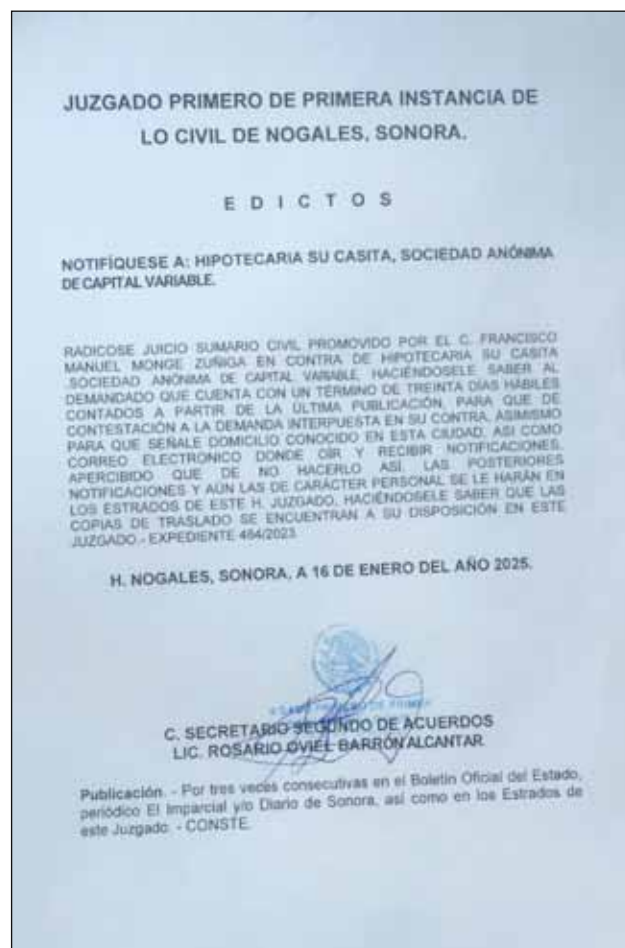 JUZGADO PRIMERO DE PRIMERA INSTANCIA DE
LO CIVIL DE NOGALES, SONORA.
E D I C T O S
NOTIFÍQUESE A: HIPOTECARIA SU CASITA, SOCIEDAD ANÓNIMA
DE CAPITAL VARIABLE.
RADICOSE JUICIO SUMARIO CIVIL PROMOVIDO POR EL C. FRANCISCO
MANUEL MONGE ZUÑIGA EN CONTRA DE HIPOTECARIA SU CASITA
,SOCIEDAD ANÓNIMA DE CAPITAL VARIABLE, HACIÉNDOSELE SABER AL
DEMANDADO QUE CUENTA CON UN TÉRMINO DE TREINTA DÍAS HÁBILES
CONTADOS A PARTIR DE LA ÚLTIMA PUBLICACIÓN, PARA QUE DE
CONTESTACIÓN A LA DEMANDA INTERPUESTA EN SU CONTRA, ASIMISMO
PARA QUE SEÑALE DOMICILIO CONOCIDO EN ESTA CIUDAD, ASI COMO
CORREO ELECTRÓNICO DONDE OÍR Y RECIBIR NOTIFICACIONES,
APERCIBIDO QUE DE NO HACERLO ASÍ, LAS POSTERIORES
NOTIFICACIONES Y AÚN LAS DE CARÁCTER PERSONAL SE LE HARÁN EN
LOS ESTRADOS DE ESTE H. JUZGADO, HACIÉNDOSELE SABER QUE LAS
COPIAS DE TRASLADO SE ENCUENTRAN A SU DISPOSICIÓN EN ESTE
JUZGADO.- EXPEDIENTE 464/2023.
H. NOGALES, SONORA, A 16 DE ENERO DEL AÑO 2025.
C. SECRETARIO SEGUNDO DE ACUERDOS
LIC. ROSARIO OVIEL BARRÓN ALCANTAR.
Publicación. - Por tres veces consecutivas en el Boletín Oficial del Estado,
periódico El Imparcial y/o Diario de Sonora, así como en los Estrados de
este Juzgado. - CONSTE.